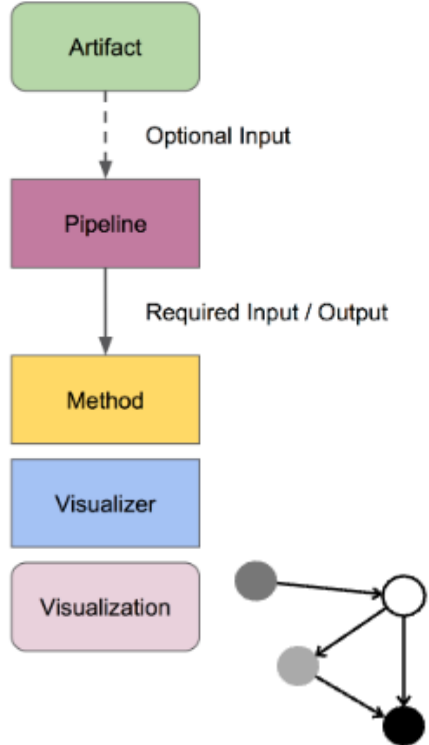 Artifact
Optional Input
Pipeline
Required Input / Output
Method
Visualizer
Visualization